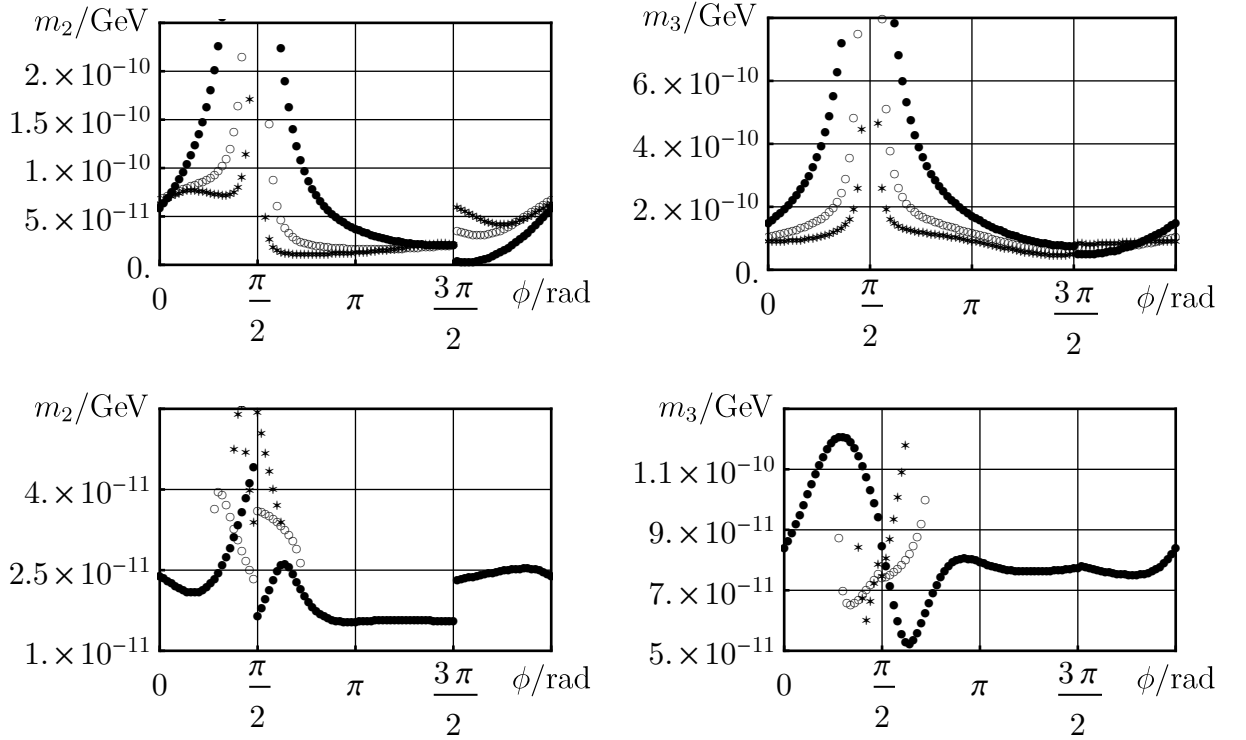 m₂/GeV
2. × 10⁻¹⁰
1.5 × 10⁻¹⁰
1. × 10⁻¹⁰
5. × 10⁻¹¹
0.
0 π/2 π 3π/2 ϕ/rad
m₃/GeV
6. × 10⁻¹⁰
4. × 10⁻¹⁰
2. × 10⁻¹⁰
0.
0 π/2 π 3π/2 ϕ/rad
m₂/GeV
4. × 10⁻¹¹
2.5 × 10⁻¹¹
1. × 10⁻¹¹
0 π/2 π 3π/2 ϕ/rad
m₃/GeV
1.1 × 10⁻¹⁰
9. × 10⁻¹¹
7. × 10⁻¹¹
5. × 10⁻¹¹
0 π/2 π 3π/2 ϕ/rad